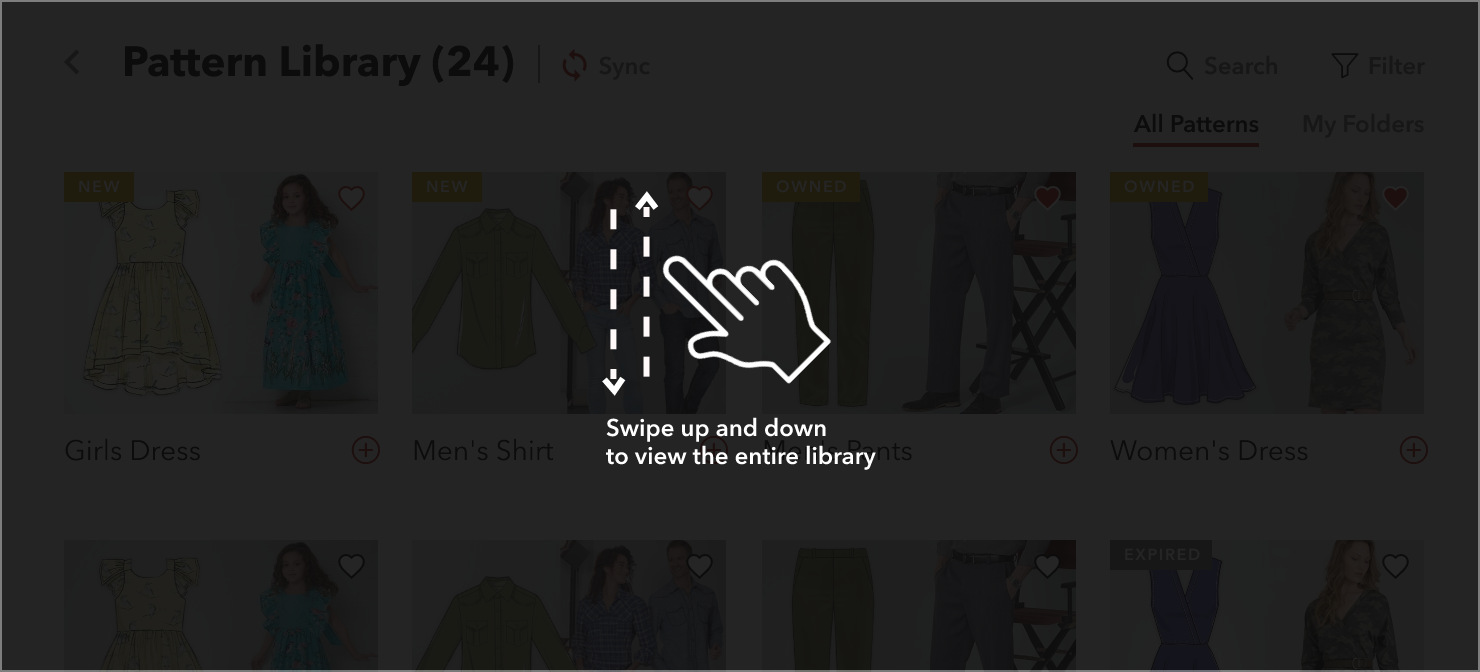 Pattern Library (24)
Sync
Search
Filter
All Patterns
My Folders
NEW
NEW
OWNED
OWNED
Swipe up and down
to view the entire library
Girls Dress
Men's Shirt
Men's Pants
Women's Dress
EXPIRED